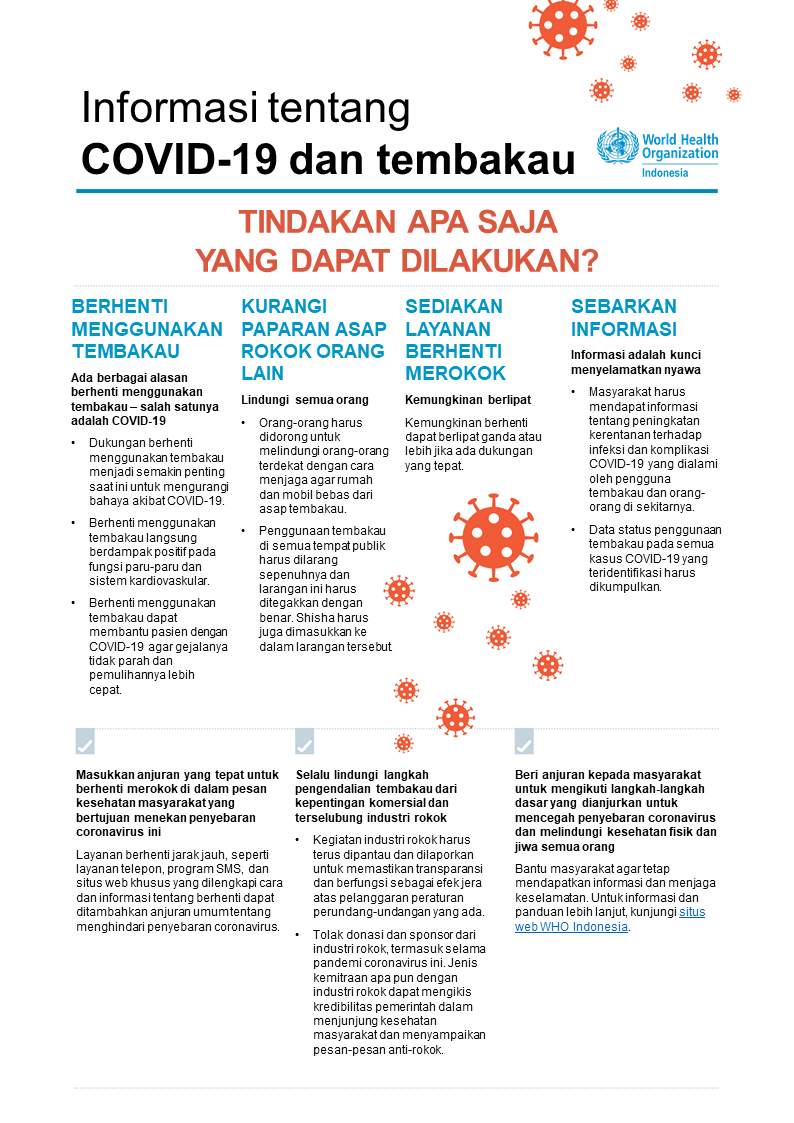 Informasi tentang
COVID-19 dan tembakau
World Health
Organization
Indonesia
TINDAKAN APA SAJA
YANG DAPAT DILAKUKAN?
BERHENTI
MENGGUNAKAN
TEMBAKAU
Ada berbagai alasan
berhenti menggunakan
tembakau – salah satunya
adalah COVID-19
• Dukungan berhenti
menggunakan tembakau
menjadi semakin penting
saat ini untuk mengurangi
bahaya akibat COVID-19.
• Berhenti menggunakan
tembakau langsung
berdampak positif pada
fungsi paru-paru dan
sistem kardiovaskular.
• Berhenti menggunakan
tembakau dapat
membantu pasien dengan
COVID-19 agar gejalanya
tidak parah dan
pemulihannya lebih
cepat.
KURANGI
PAPARAN ASAP
ROKOK ORANG
LAIN
Lindungi semua orang
• Orang-orang harus
didorong untuk
melindungi orang-orang
terdekat dengan cara
menjaga agar rumah
dan mobil bebas dari
asap tembakau.
• Penggunaan tembakau
di semua tempat publik
harus dilarang
sepenuhnya dan
larangan ini harus
ditegakkan dengan
benar. Shisha harus
juga dimasukkan ke
dalam larangan tersebut.
SEDIAKAN
LAYANAN
BERHENTI
MEROKOK
Kemungkinan berlipat
Kemungkinan berhenti
dapat berlipat ganda atau
lebih jika ada dukungan
yang tepat.
SEBARKAN
INFORMASI
Informasi adalah kunci
menyelamatkan nyawa
• Masyarakat harus
mendapat informasi
tentang peningkatan
kerentanan terhadap
infeksi dan komplikasi
COVID-19 yang dialami
oleh pengguna
tembakau dan orang-
orang di sekitarnya.
• Data status penggunaan
tembakau pada semua
kasus COVID-19 yang
teridentifikasi harus
dikumpulkan.
Masukkan anjuran yang tepat untuk
berhenti merokok di dalam pesan
kesehatan masyarakat yang
bertujuan menekan penyebaran
coronavirus ini
Layanan berhenti jarak jauh, seperti
layanan telepon, program SMS, dan
situs web khusus yang dilengkapi cara
dan informasi tentang berhenti dapat
ditambahkan anjuran umum tentang
menghindari penyebaran coronavirus.
Selalu lindungi langkah
pengendalian tembakau dari
kepentingan komersial dan
terselubung industri rokok
• Kegiatan industri rokok harus
terus dipantau dan dilaporkan
untuk memastikan transparansi
dan berfungsi sebagai efek jera
atas pelanggaran peraturan
perundang-undangan yang ada.
• Tolak donasi dan sponsor dari
industri rokok, termasuk selama
pandemi coronavirus ini. Jenis
kemitraan apa pun dengan
industri rokok dapat mengikis
kredibilitas pemerintah dalam
menjunjung kesehatan
masyarakat dan menyampaikan
pesan-pesan anti-rokok.
Beri anjuran kepada masyarakat
untuk mengikuti langkah-langkah
dasar yang dianjurkan untuk
mencegah penyebaran coronavirus
dan melindungi kesehatan fisik dan
jiwa semua orang
Bantu masyarakat agar tetap
mendapatkan informasi dan menjaga
keselamatan. Untuk informasi dan
panduan lebih lanjut, kunjungi situs
web WHO Indonesia.